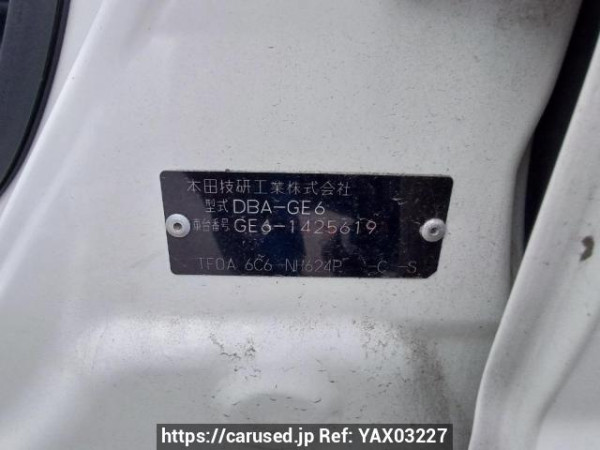 本田技研工業株式会社
型式 DBA-GE6
車台番号 GE6-1425619
TF0A 6C6-NH624P -C -S
https://carused.jp Ref: YAX03227